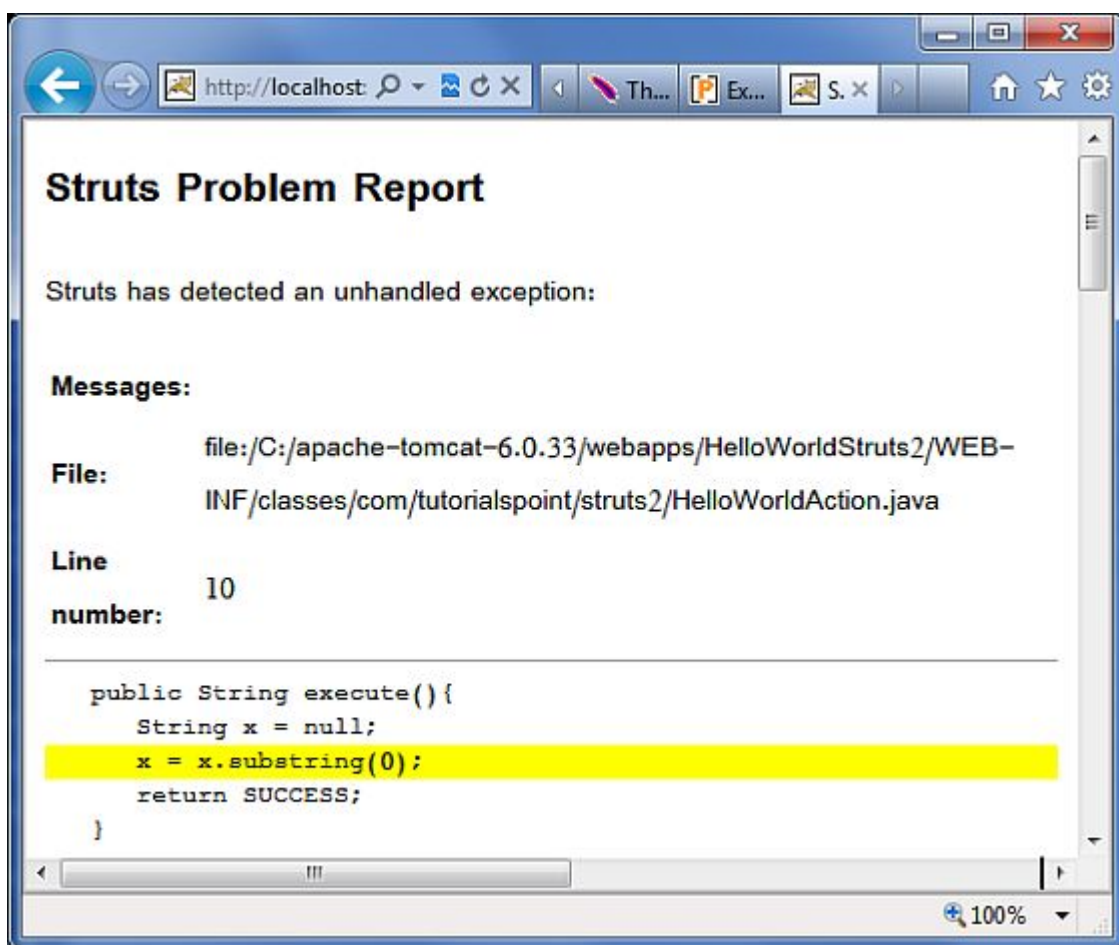 http://localhost:
Th...
Ex...
S.
Struts Problem Report
Struts has detected an unhandled exception:
Messages:
File:
file:/C:/apache-tomcat-6.0.33/webapps/HelloWorldStruts2/WEB-
INF/classes/com/tutorialspoint/struts2/HelloWorldAction.java
Line
number:
10
public String execute(){
String x = null;
x = x.substring(0);
return SUCCESS;
}
100%